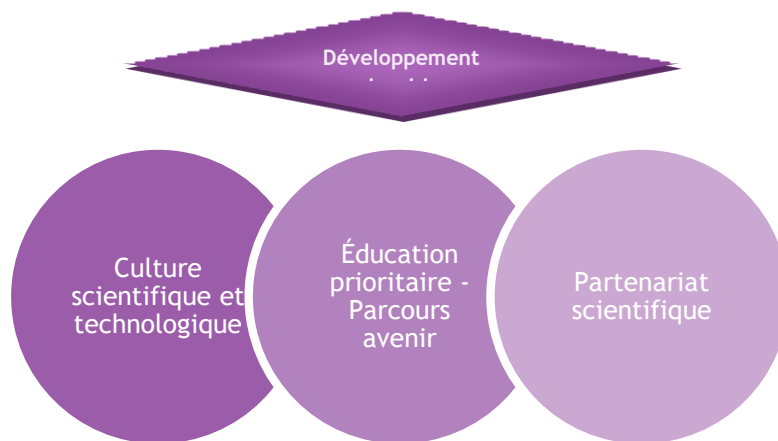 Développement
Culture
scientifique et
technologique
Éducation
prioritaire -
Parcours
avenir
Partenariat
scientifique